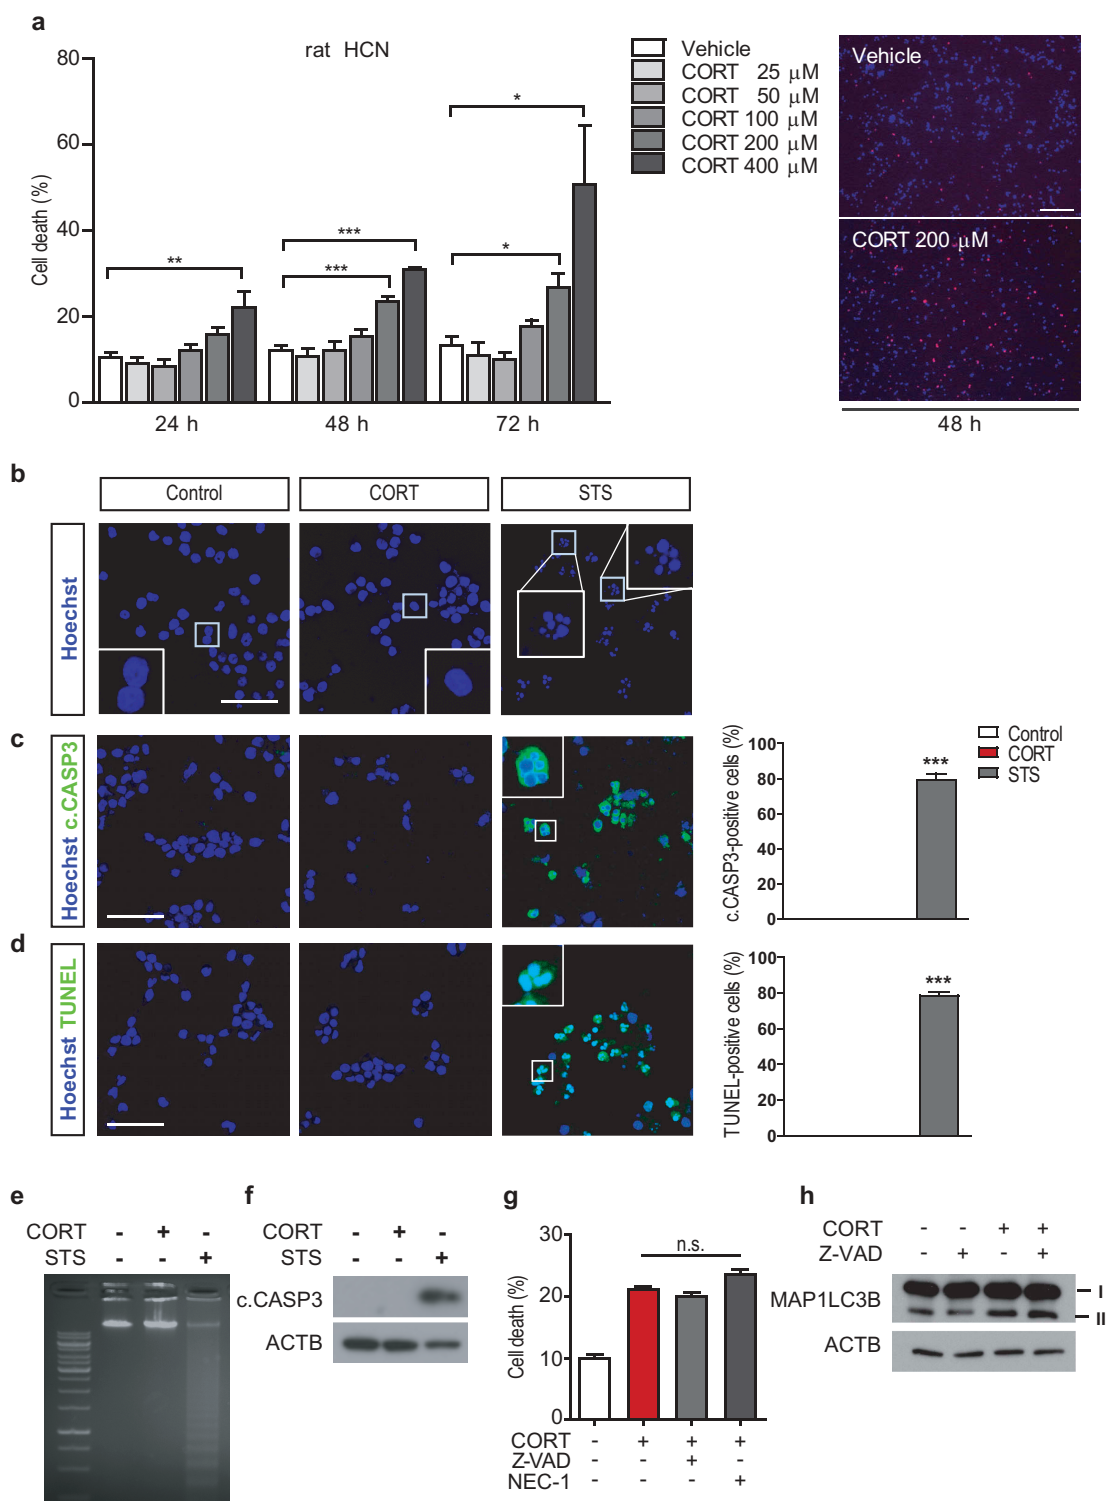 a
rat HCN
80
60
40
20
0
Cell death (%)
**
***
***
*
*
24 h
48 h
72 h
Vehicle
CORT 25 μM
CORT 50 μM
CORT 100 μM
CORT 200 μM
CORT 400 μM
Vehicle
CORT 200 μM
48 h
b
Control
CORT
STS
Hoechst
c
Hoechst c.CASP3
c.CASP3-positive cells (%)
100
80
60
40
20
0
***
Control
CORT
STS
d
Hoechst TUNEL
TUNEL-positive cells (%)
100
80
60
40
20
0
***
e
CORT - + -
STS - - +
f
CORT - + -
STS - - +
c.CASP3
ACTB
g
30
20
10
0
Cell death (%)
n.s.
CORT - + + +
Z-VAD - - + -
NEC-1 - - - +
h
CORT - - + +
Z-VAD - + - +
MAP1LC3B
I
II
ACTB